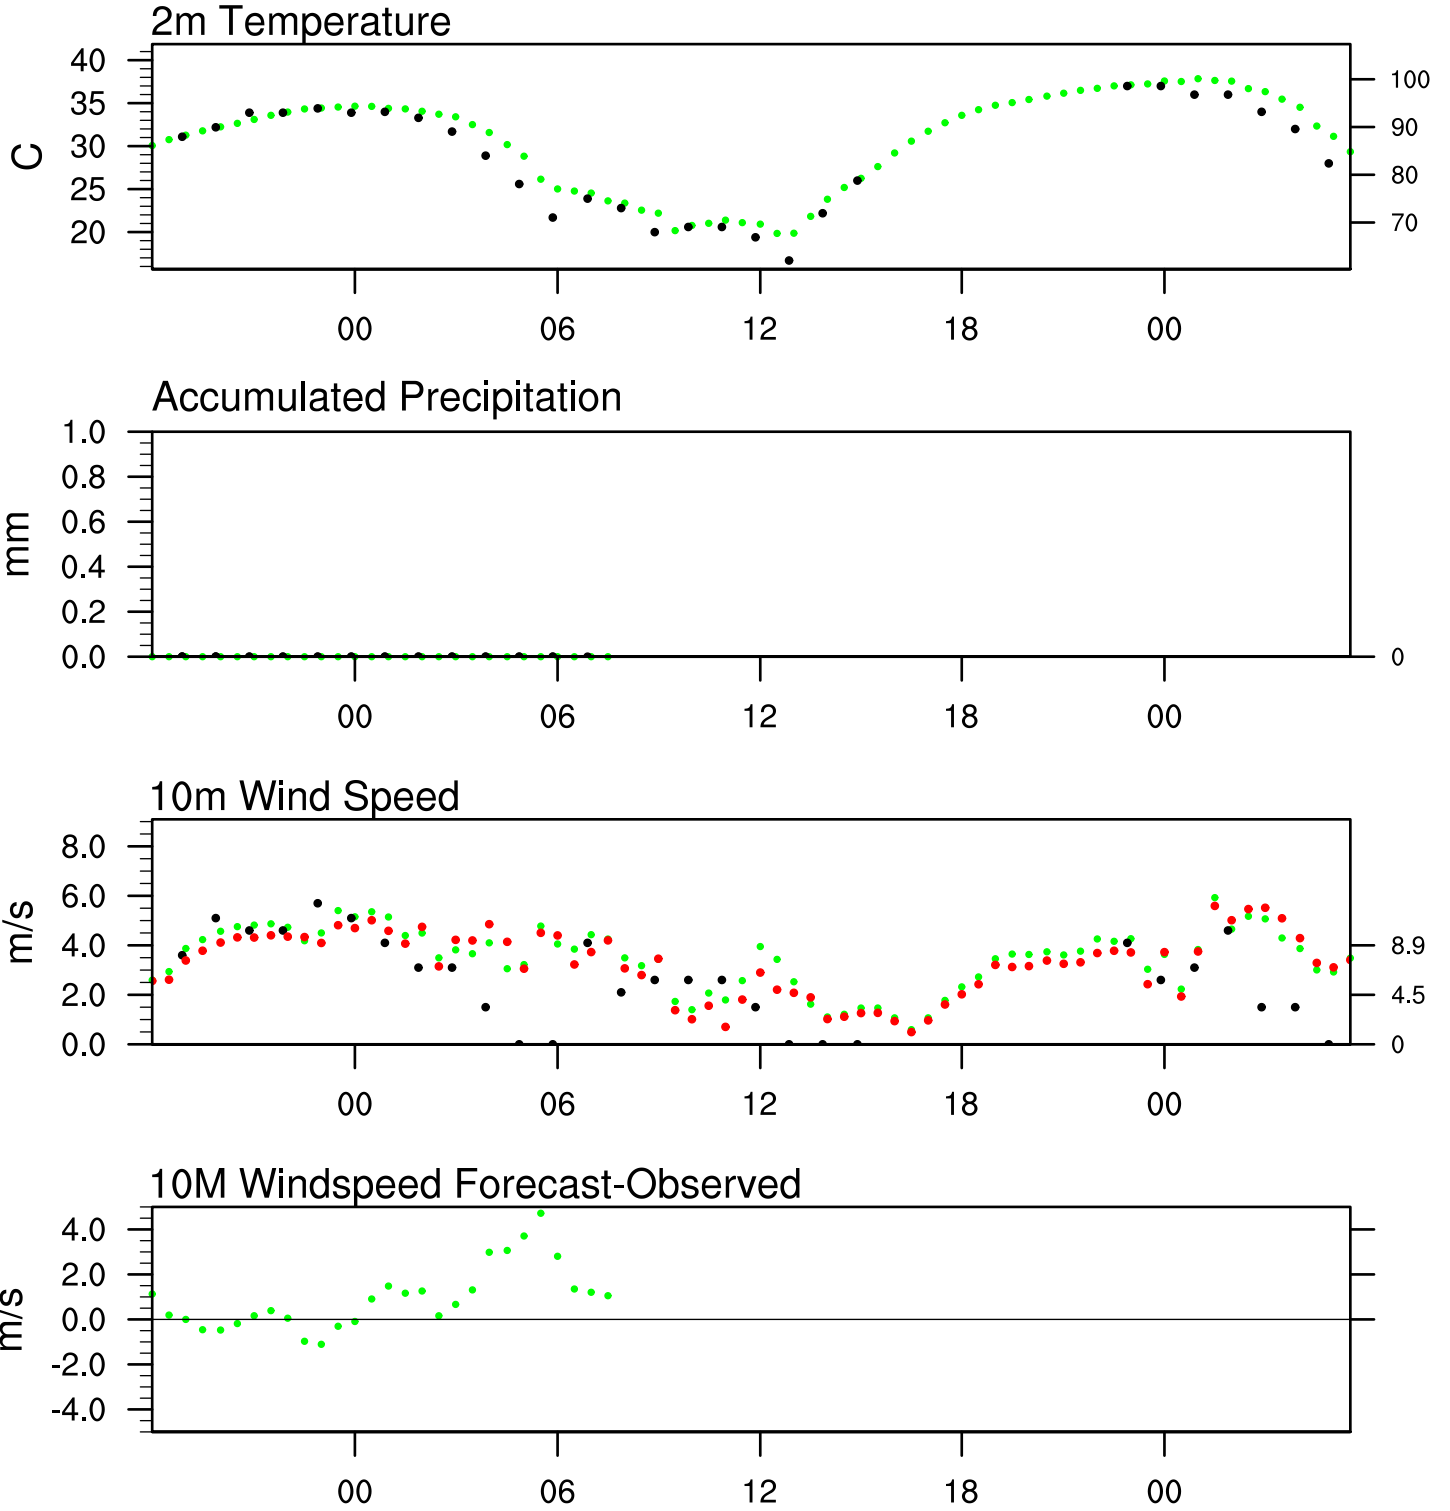 2m Temperature
40
35
30
25
20
C
100
90
80
70
00 06 12 18 00
Accumulated Precipitation
1.0
0.8
0.6
0.4
0.2
0.0
mm
0
00 06 12 18 00
10m Wind Speed
8.0
6.0
4.0
2.0
0.0
m/s
8.9
4.5
0
00 06 12 18 00
10M Windspeed Forecast-Observed
4.0
2.0
0.0
-2.0
-4.0
m/s
00 06 12 18 00